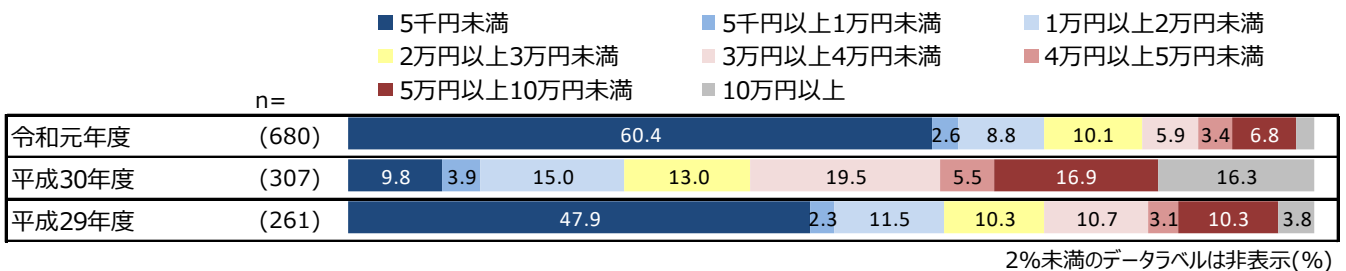 5千円未満 5千円以上1万円未満 1万円以上2万円未満
2万円以上3万円未満 3万円以上4万円未満 4万円以上5万円未満
5万円以上10万円未満 10万円以上
n=
令和元年度 (680) 60.4 2.6 8.8 10.1 5.9 3.4 6.8
平成30年度 (307) 9.8 3.9 15.0 13.0 19.5 5.5 16.9 16.3
平成29年度 (261) 47.9 2.3 11.5 10.3 10.7 3.1 10.3 3.8
2%未満のデータラベルは非表示(%)